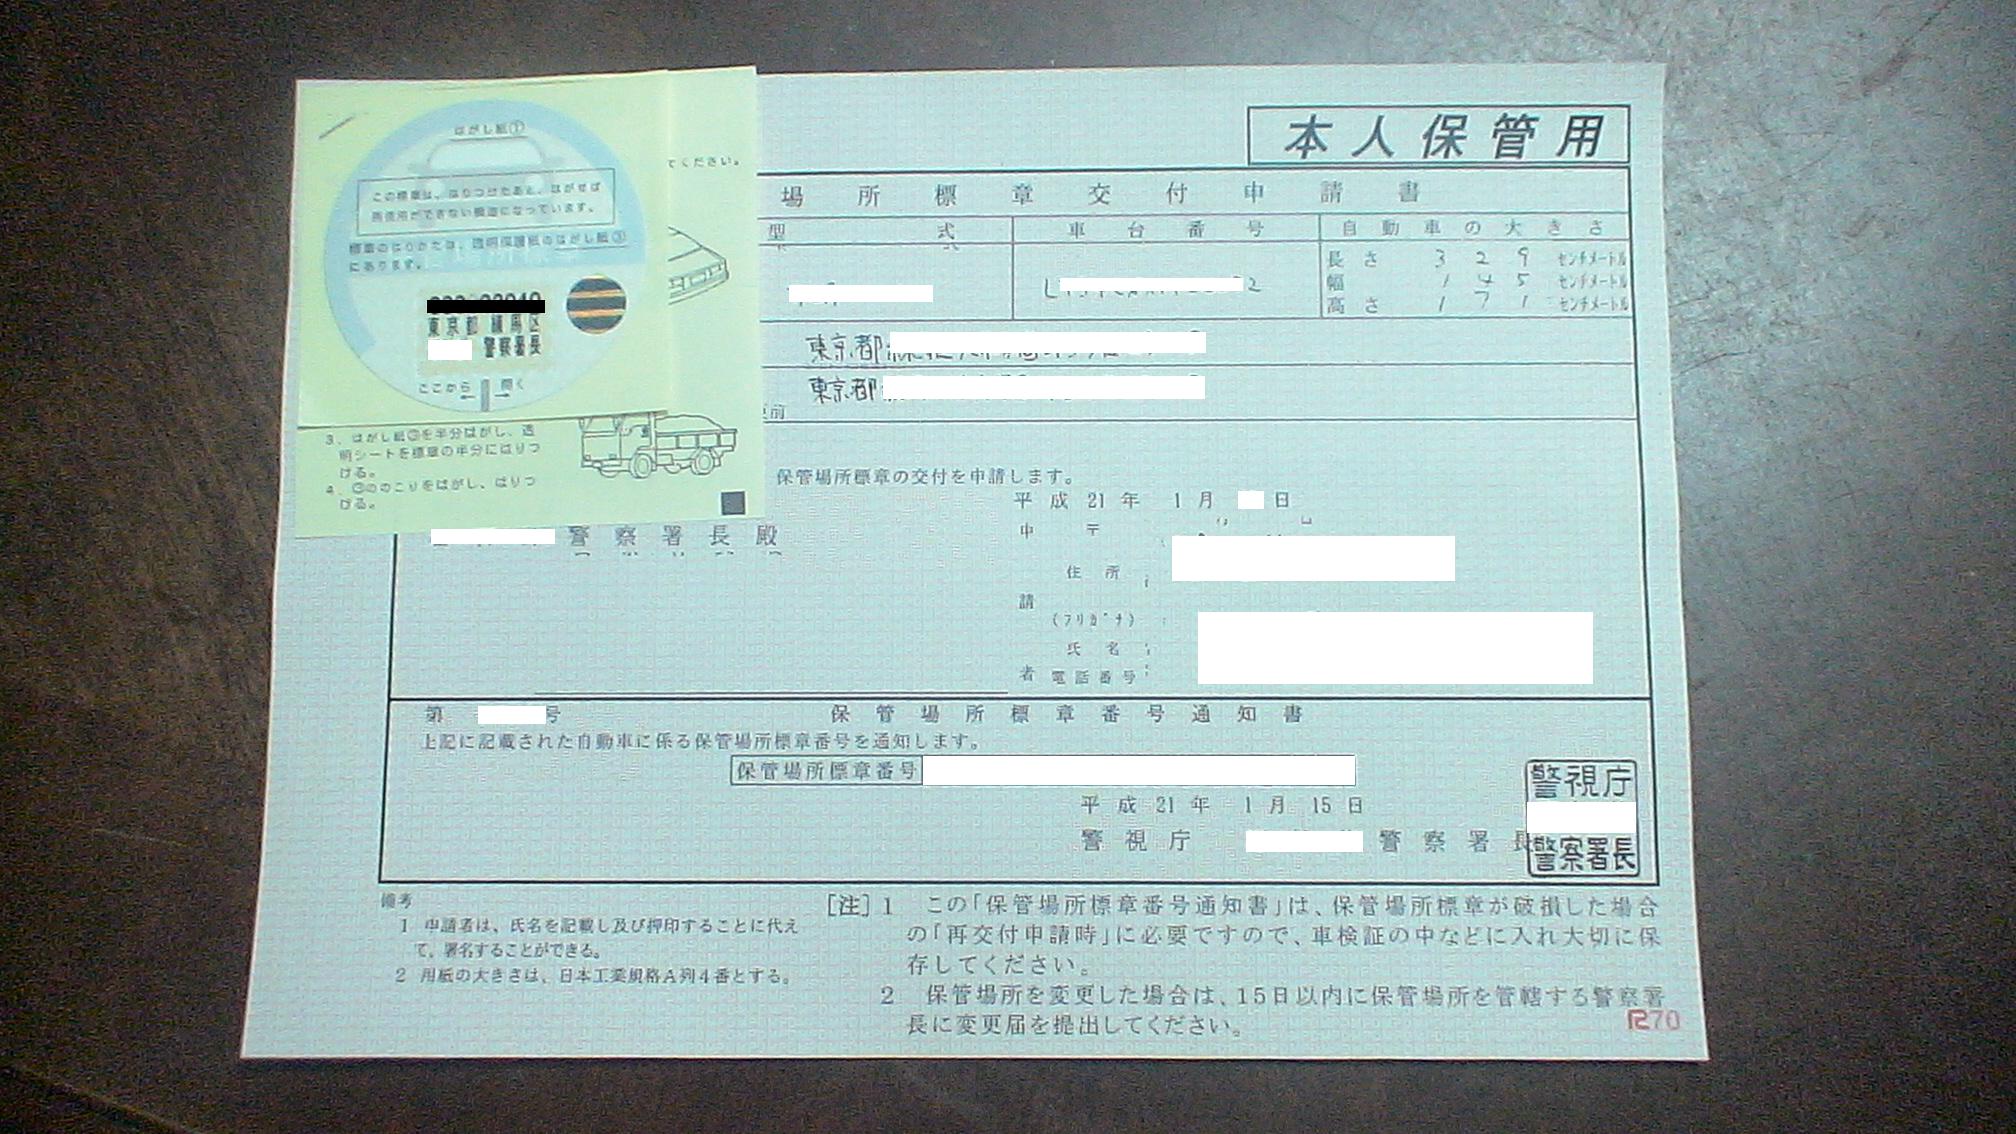 本人保管用
はがし紙①
この標章は、はりつけたあと、はがせば
再使用ができない構造になっています。
標章のはりかたは、透明保護紙のはがし紙③
にあります。
東京都 練馬区
警察署長
ここから 開く
← →
てください。
3. はがし紙③を半分はがし、透
明シートを標章の半分にはりつ
ける。
4. ③ののこりをはがし、はりつ
ける。
場所標章交付申請書
型式 車台番号 自動車の大きさ
長さ 329 センチメートル
幅 145 センチメートル
高さ 171 センチメートル
東京都
東京都
前
保管場所標章の交付を申請します。
平成21年 1月 日
警察署長殿
申 〒
住所
請
(フリガナ)
氏名
者 電話番号
第 号 保管場所標章番号通知書
上記に記載された自動車に係る保管場所標章番号を通知します。
保管場所標章番号
平成21年 1月 15日
警視庁 警察署長
警視庁
警察署長
備考
1 申請者は、氏名を記載し及び押印することに代え
て、署名することができる。
2 用紙の大きさは、日本工業規格A列4番とする。
[注]1 この「保管場所標章番号通知書」は、保管場所標章が破損した場合
の「再交付申請時」に必要ですので、車検証の中などに入れ大切に保
存してください。
2 保管場所を変更した場合は、15日以内に保管場所を管轄する警察署
長に変更届を提出してください。
R70